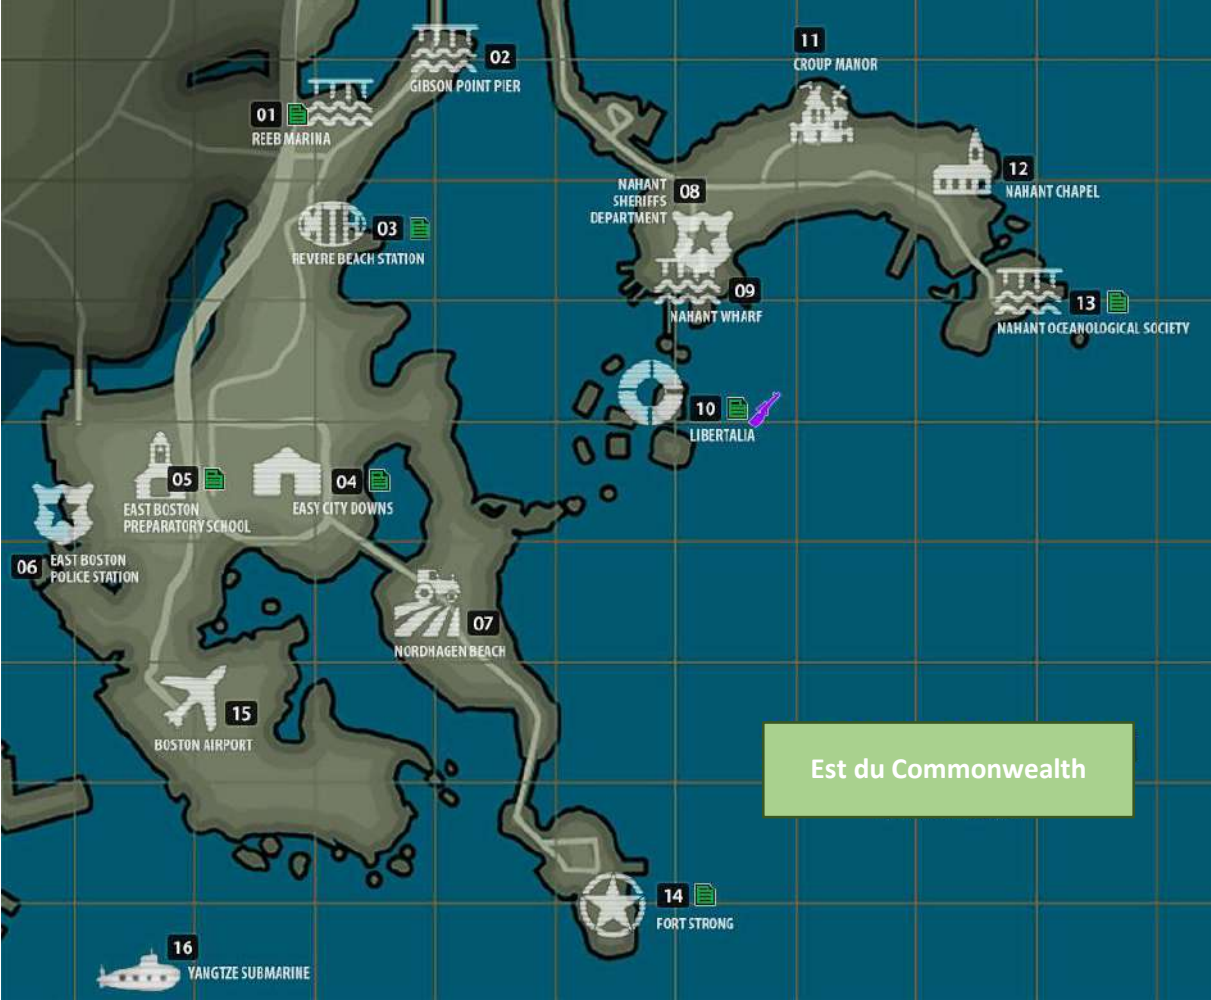 11
CROUP MANOR
02
GIBSON POINT PIER
01
REEB MARINA
12
NAHANT CHAPEL
NAHANT
SHERIFFS
DEPARTMENT
08
03
REVERE BEACH STATION
09
NAHANT WHARF
13
NAHANT OCEANOLOGICAL SOCIETY
10
LIBERTALIA
05
EAST BOSTON
PREPARATORY SCHOOL
04
EASY CITY DOWNS
06
EAST BOSTON
POLICE STATION
07
NORDHAGEN BEACH
15
BOSTON AIRPORT
Est du Commonwealth
14
FORT STRONG
16
YANGTZE SUBMARINE